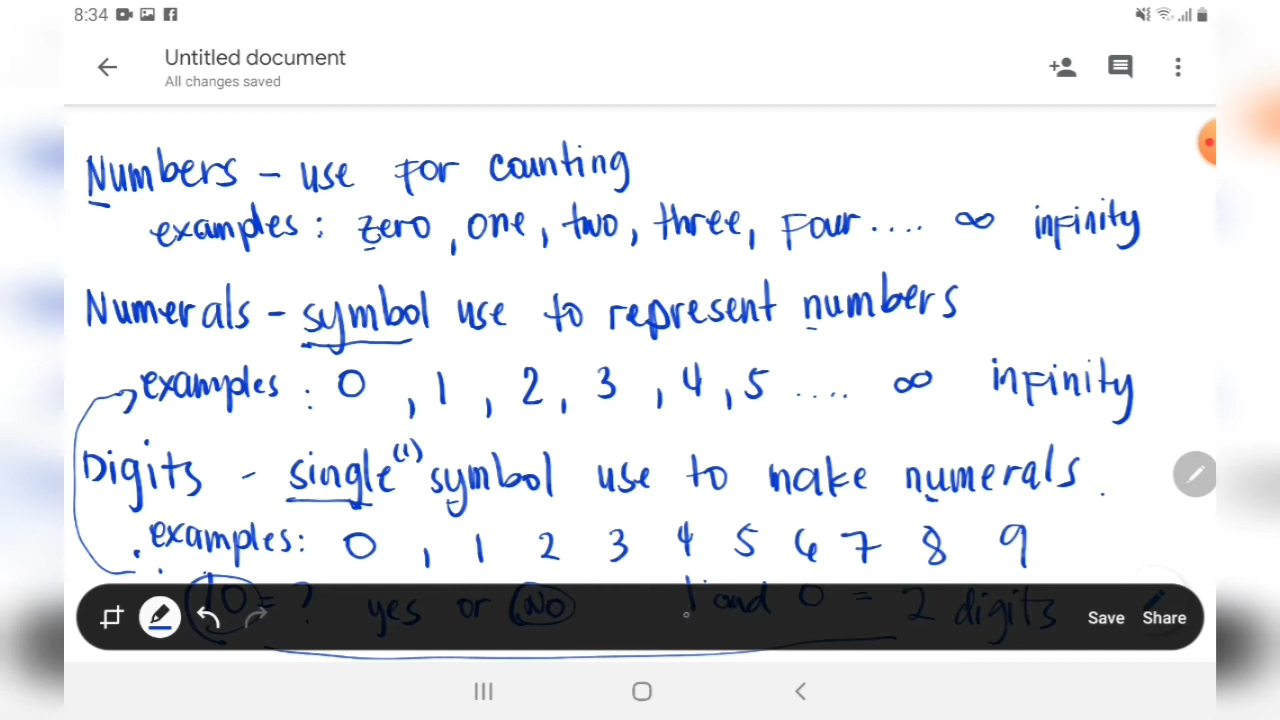 8:34
Untitled document
All changes saved
Numbers - use for counting
examples: zero, one, two, three, four.... ∞ infinity
Numerals - symbol use to represent numbers
examples: 0, 1, 2, 3, 4, 5 .... ∞ infinity
Digits - single (1) symbol use to make numerals.
examples: 0, 1 2 3 4 5 6 7 8 9
10 = ? yes or No 1 and 0 = 2 digits
Save Share